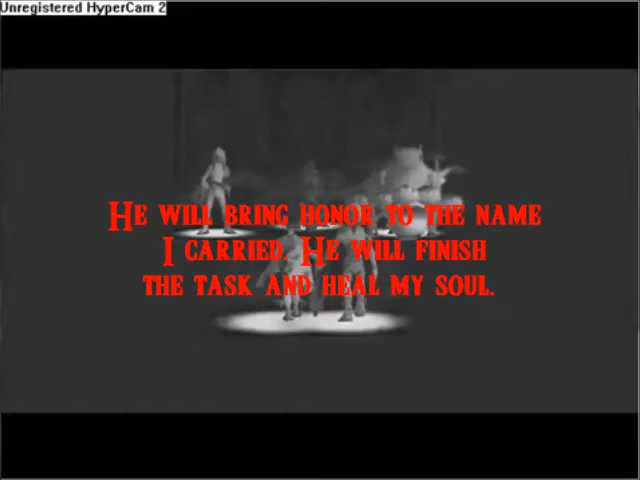 Unregistered HyperCam 2
He will bring honor to the name
I carried. He will finish
the task and heal my soul.